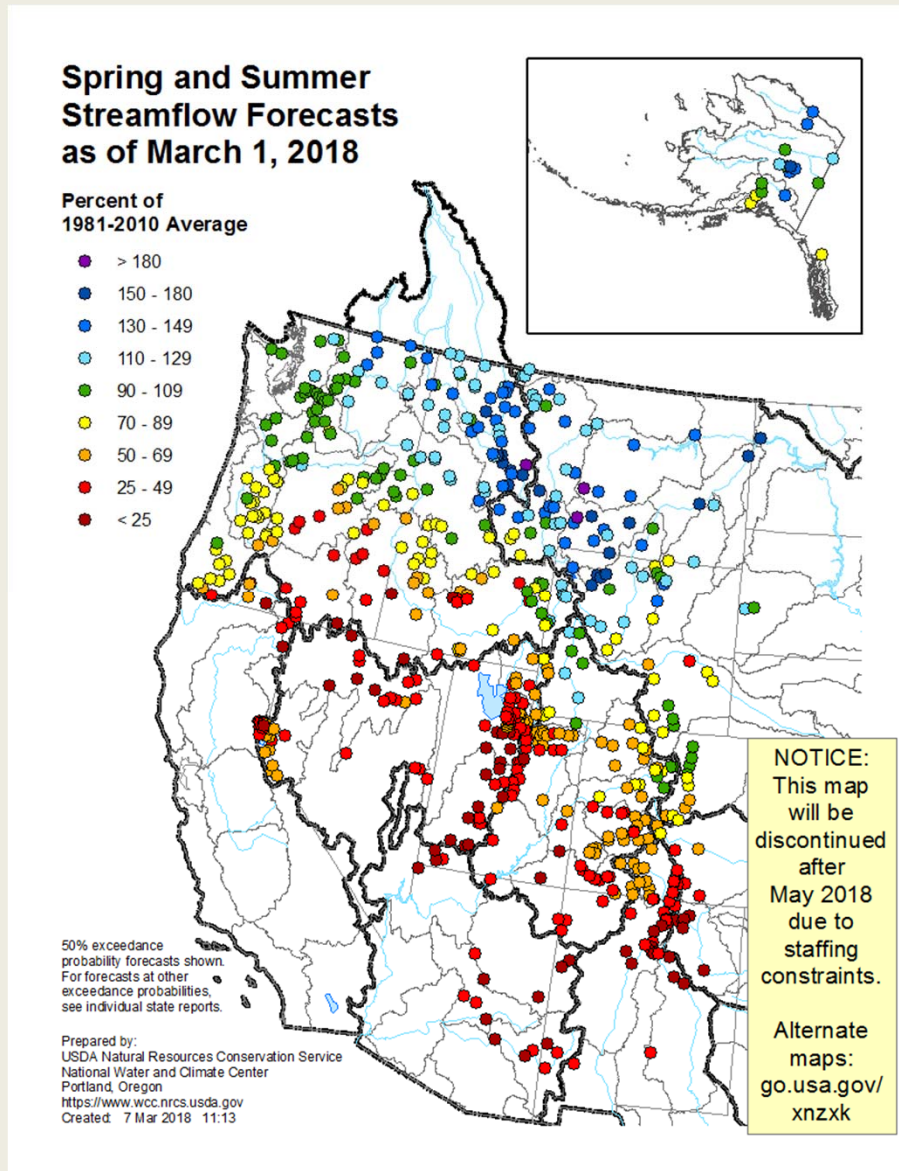 Spring and Summer
Streamflow Forecasts
as of March 1, 2018
Percent of
1981-2010 Average
> 180
150 - 180
130 - 149
110 - 129
90 - 109
70 - 89
50 - 69
25 - 49
< 25
50% exceedance
probability forecasts shown.
For forecasts at other
exceedance probabilities,
see individual state reports.
Prepared by:
USDA Natural Resources Conservation Service
National Water and Climate Center
Portland, Oregon
https://www.wcc.nrcs.usda.gov
Created: 7 Mar 2018 11:13
NOTICE:
This map
will be
discontinued
after
May 2018
due to
staffing
constraints.
Alternate
maps:
go.usa.gov/
xnzxk